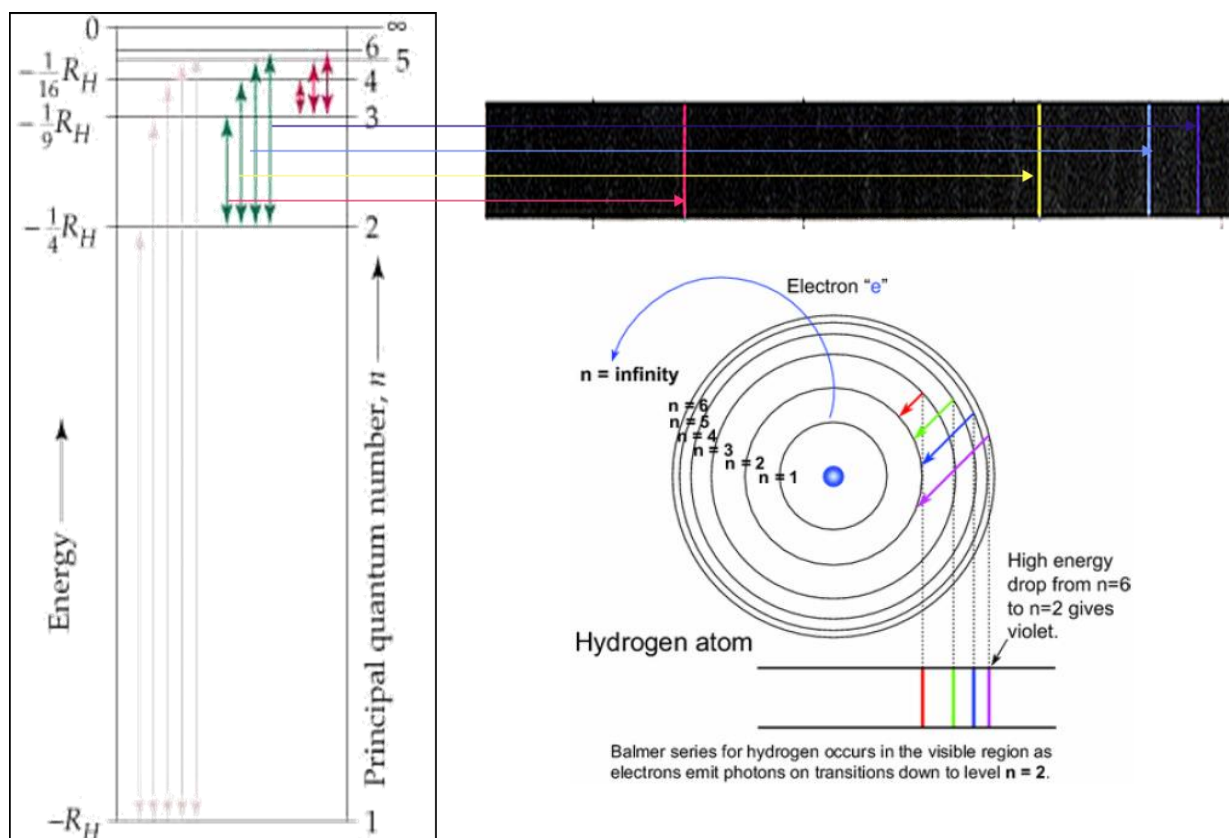 0
∞
6
5
-1/16 R_H
4
-1/9 R_H
3
-1/4 R_H
2
Energy
Principal quantum number, n
-R_H
1
Electron “e”
n = infinity
n = 6
n = 5
n = 4
n = 3
n = 2
n = 1
Hydrogen atom
High energy
drop from n=6
to n=2 gives
violet.
Balmer series for hydrogen occurs in the visible region as
electrons emit photons on transitions down to level n = 2.